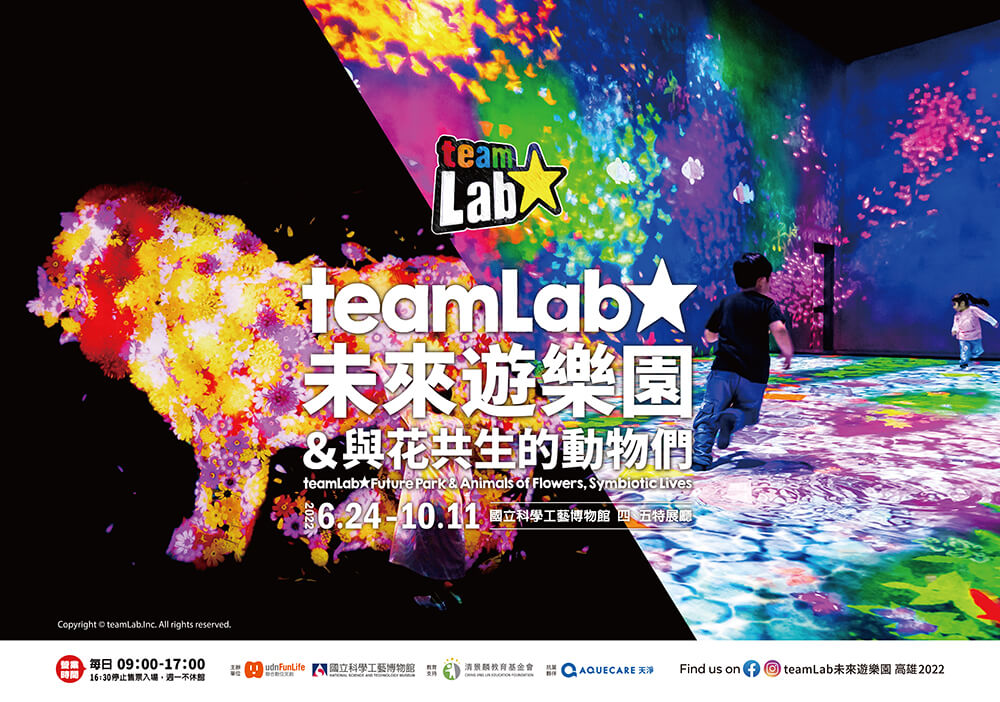 team
Lab★
teamLab★
未來遊樂園
&與花共生的動物們
teamLab★Future Park & Animals of Flowers, Symbiotic Lives
2022 6.24-10.11 國立科學工藝博物館 四、五特展廳
Copyright © teamLab.Inc. All rights reserved.
營業時間 每日 09:00-17:00
16:30停止售票入場，週一不休館
主辦單位 udnFunLife 聯合數位文創
國立科學工藝博物館
NATIONAL SCIENCE AND TECHNOLOGY MUSEUM
教育支持 清景麟教育基金會
CHING JING LIN EDUCATION FOUNDATION
抗菌夥伴 AQUECARE 天淨
Find us on teamLab未來遊樂園 高雄2022